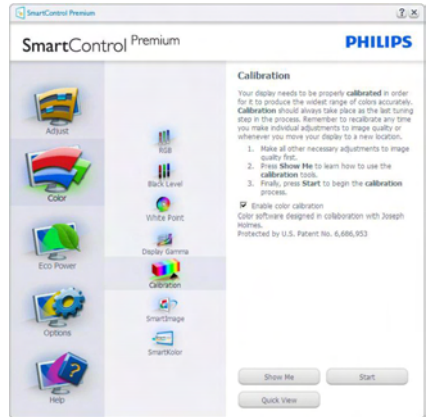 SmartControl Premium
SmartControl Premium
PHILIPS
Adjust
Color
Eco Power
Options
Help
RGB
Black Level
White Point
Display Gamma
Calibration
SmartImage
SmartKolor
Calibration
Your display needs to be properly calibrated in order
for it to produce the widest range of colors accurately.
Calibration should always take place as the last tuning
step in the process. Remember to recalibrate any time
you make individual adjustments to image quality or
whenever you move your display to a new location.
1. Make all other necessary adjustments to image
quality first.
2. Press Show Me to learn how to use the
calibration tools.
3. Finally, press Start to begin the calibration
process.
Enable color calibration
Color software designed in collaboration with Joseph
Holmes.
Protected by U.S. Patent No. 6,686,953
Show Me
Start
Quick View